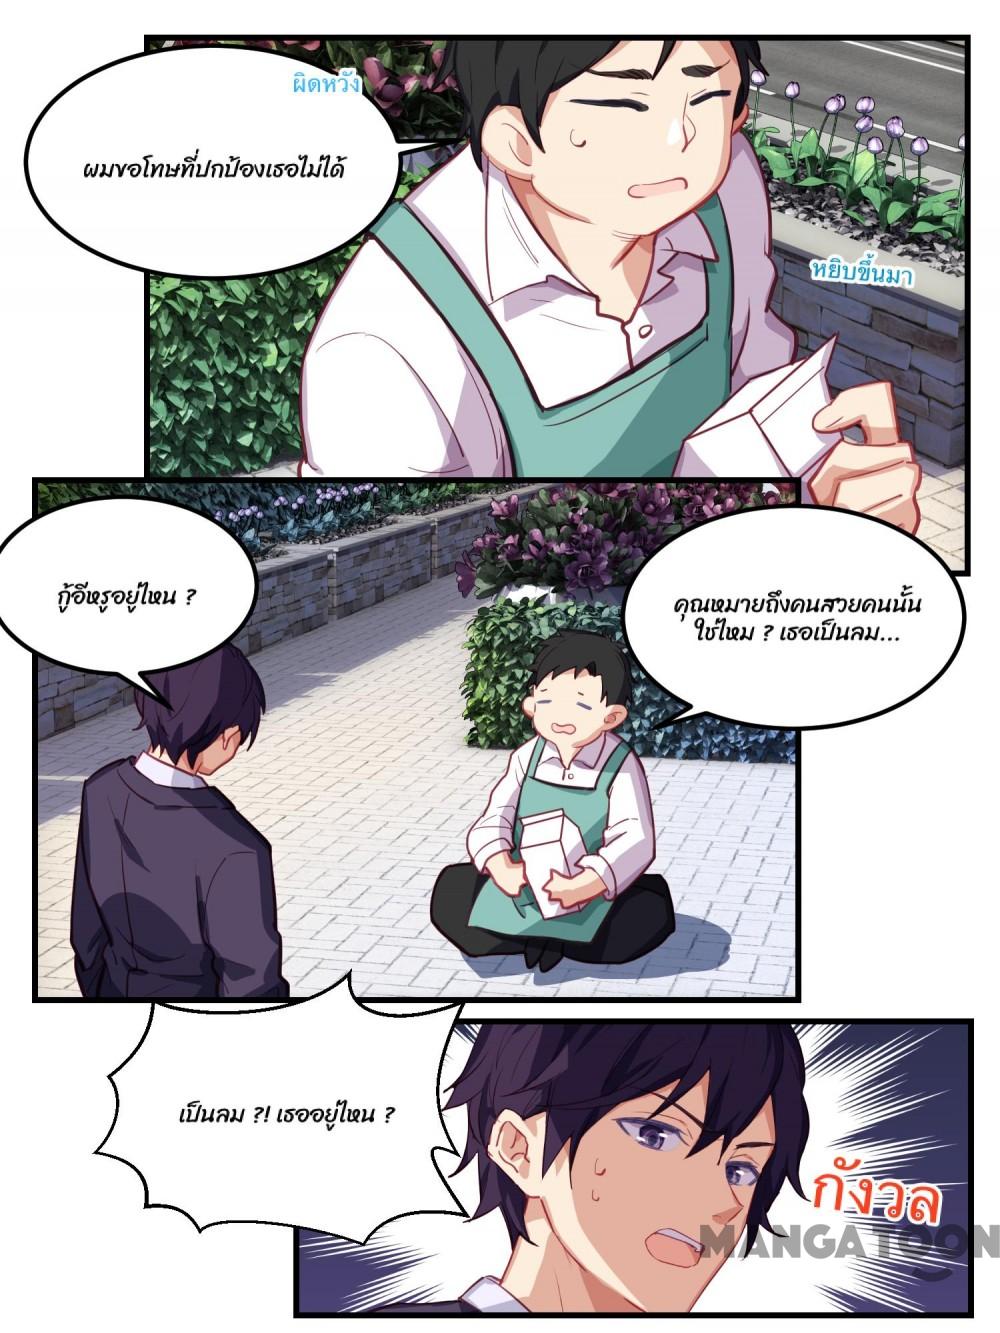 ผิดหวัง
ผมขอโทษที่ปกป้องเธอไม่ได้
หยิบขึ้นมา
กู้อีหรูอยู่ไหน ?
คุณหมายถึงคนสวยคนนั้น
ใช่ไหม ? เธอเป็นลม...
เป็นลม ?! เธออยู่ไหน ?
กังวล
MANGATOON